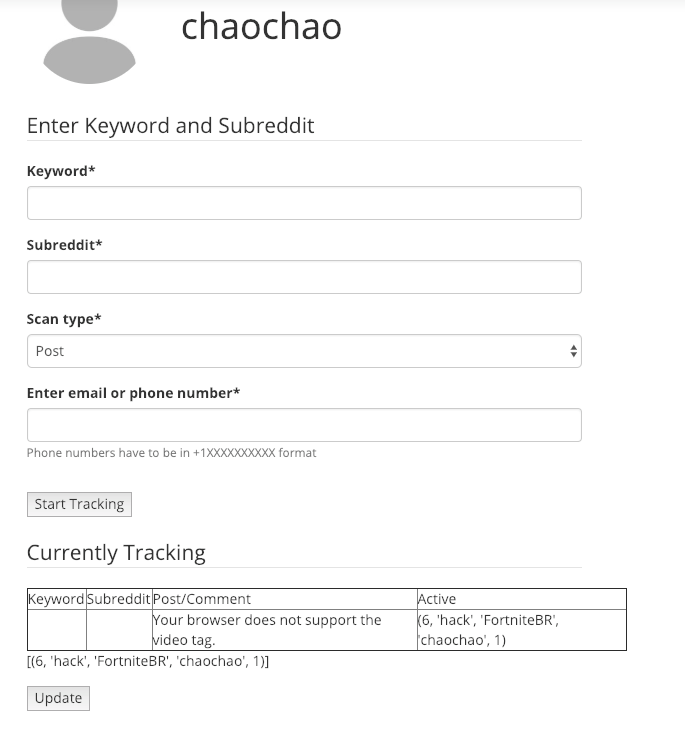 chaochao
Enter Keyword and Subreddit
Keyword*
Subreddit*
Scan type*
Post
Enter email or phone number*
Phone numbers have to be in +1XXXXXXXXXX format
Start Tracking
Currently Tracking
Keyword Subreddit Post/Comment Active
Your browser does not support the (6, 'hack', 'FortniteBR',
video tag. 'chaochao', 1)
[(6, 'hack', 'FortniteBR', 'chaochao', 1)]
Update